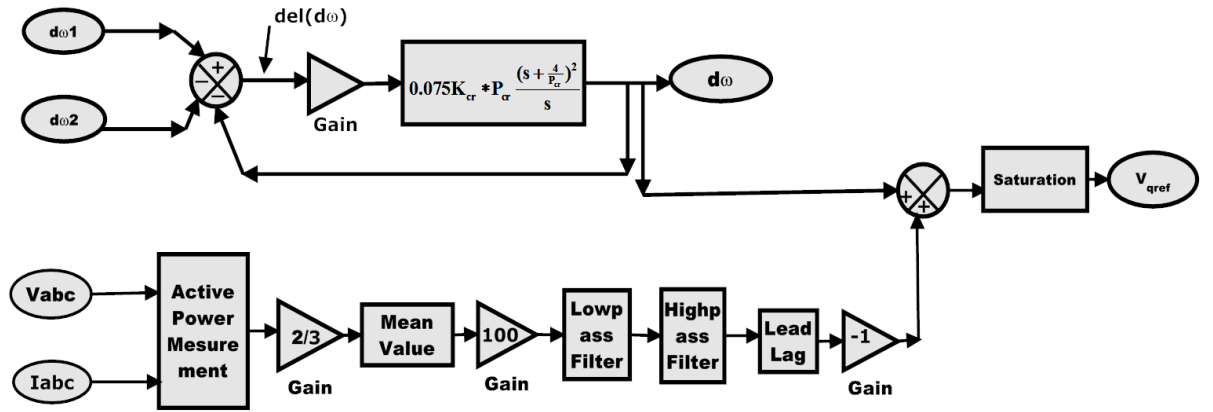 dω1
del(dω)
+
−
−
dω2
Gain
0.075K_cr *P_cr (s + 4/P_cr)^2 / s
dω
Saturation
V_qref
+
+
Vabc
Iabc
Active
Power
Mesure
ment
2/3
Gain
Mean
Value
100
Gain
Lowp
ass
Filter
Highp
ass
Filter
Lead
Lag
-1
Gain